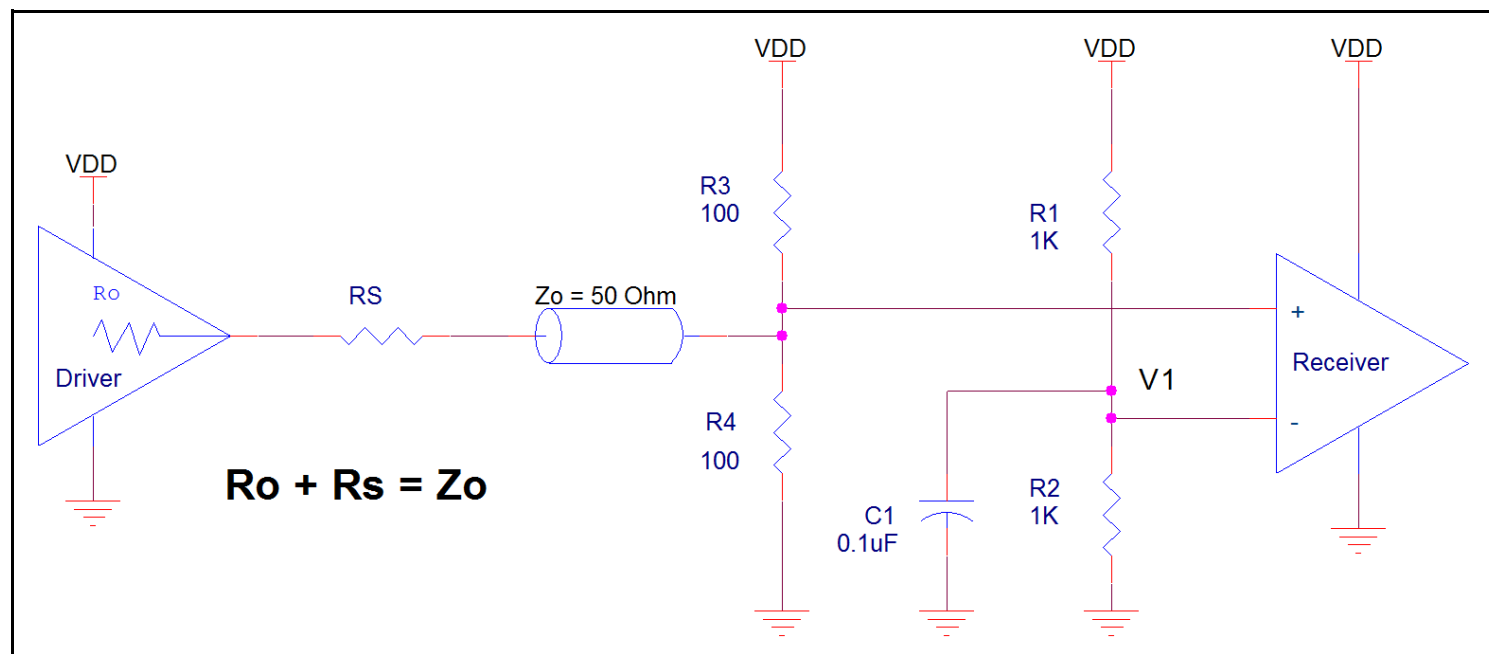 VDD
VDD
VDD
VDD
R3
100
R1
1K
Ro
RS
Zo = 50 Ohm
+
Driver
Receiver
V1
-
R4
100
Ro + Rs = Zo
R2
1K
C1
0.1uF